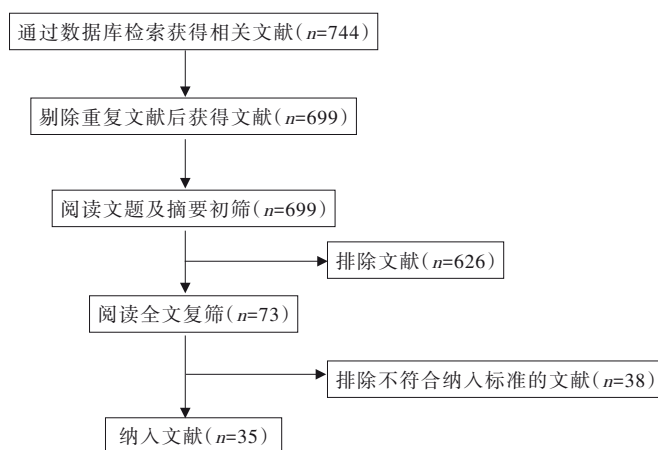 通过数据库检索获得相关文献(n=744)
剔除重复文献后获得文献(n=699)
阅读文题及摘要初筛(n=699)
排除文献(n=626)
阅读全文复筛(n=73)
排除不符合纳入标准的文献(n=38)
纳入文献(n=35)